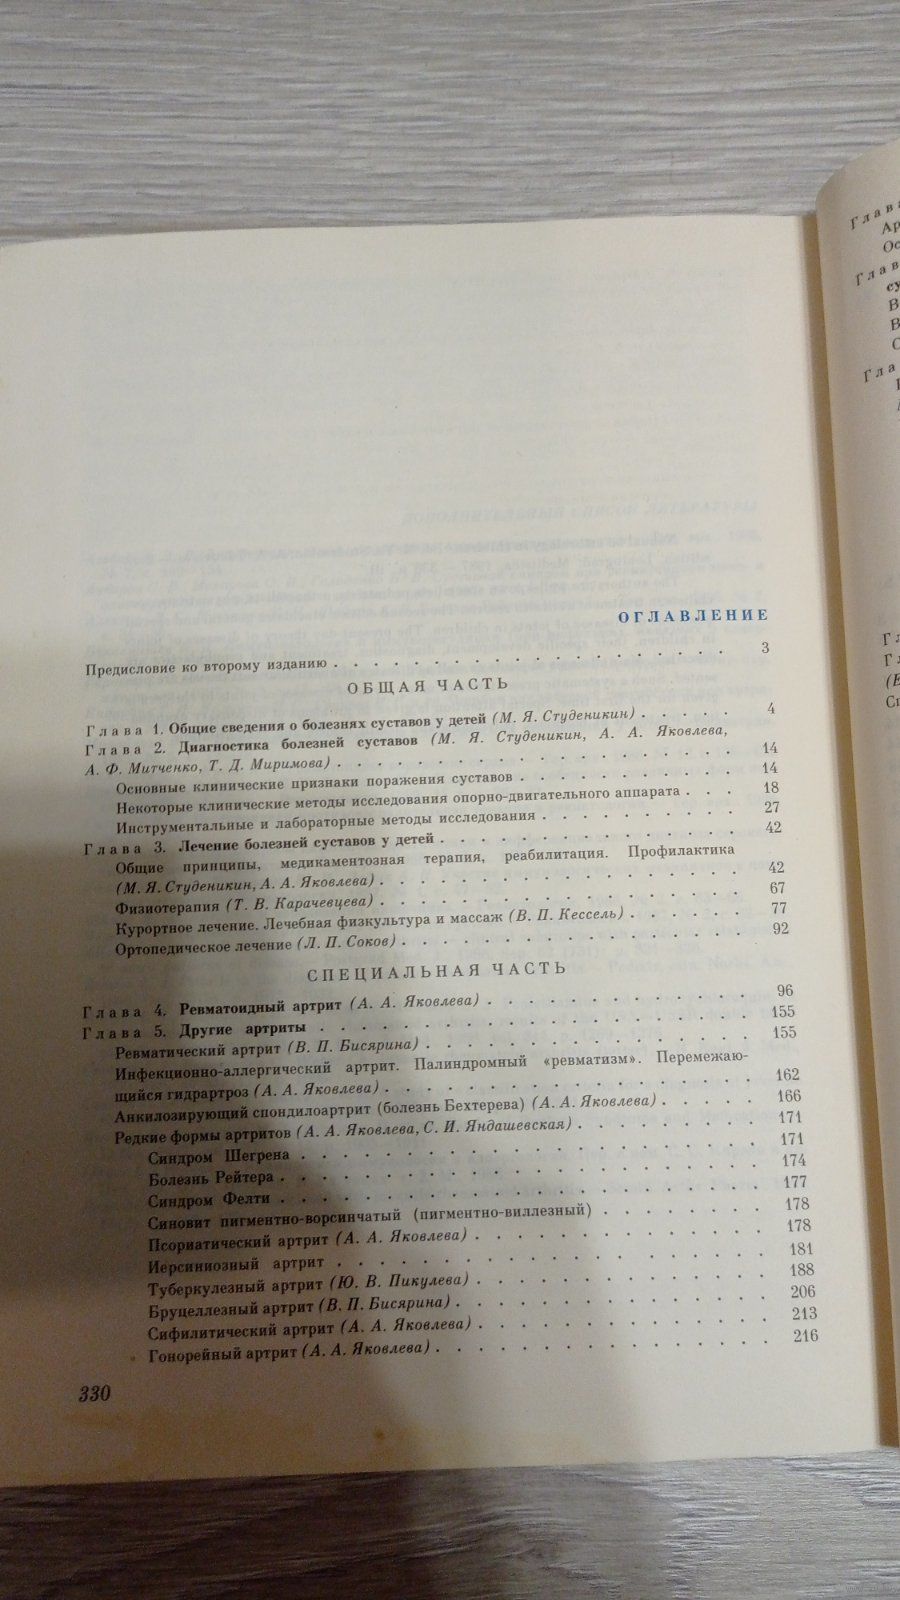 ОГЛАВЛЕНИЕ
Предисловие ко второму изданию . . . . . . . . . . . . . . . . . . . 3
ОБЩАЯ ЧАСТЬ
Глава 1. Общие сведения о болезнях суставов у детей (М. Я. Студеникин) . . . . . 4
Глава 2. Диагностика болезней суставов (М. Я. Студеникин, А. А. Яковлева,
А. Ф. Митченко, Т. Д. Миримова) . . . . . . . . . . . . . . . . . . 14
Основные клинические признаки поражения суставов . . . . . . . . . . 14
Некоторые клинические методы исследования опорно-двигательного аппарата . . . 18
Инструментальные и лабораторные методы исследования . . . . . . . . . 27
Глава 3. Лечение болезней суставов у детей . . . . . . . . . . . . . . 42
Общие принципы, медикаментозная терапия, реабилитация. Профилактика
(М. Я. Студеникин, А. А. Яковлева) . . . . . . . . . . . . . . . . 42
Физиотерапия (Т. В. Карачевцева) . . . . . . . . . . . . . . . . 67
Курортное лечение. Лечебная физкультура и массаж (В. П. Кессель) . . . . . 77
Ортопедическое лечение (Л. П. Соков) . . . . . . . . . . . . . . . 92
СПЕЦИАЛЬНАЯ ЧАСТЬ
Глава 4. Ревматоидный артрит (А. А. Яковлева) . . . . . . . . . . . . 96
Глава 5. Другие артриты . . . . . . . . . . . . . . . . . . . . 155
Ревматический артрит (В. П. Бисярина) . . . . . . . . . . . . . . 155
Инфекционно-аллергический артрит. Палиндромный «ревматизм». Перемежаю-
щийся гидрартроз (А. А. Яковлева) . . . . . . . . . . . . . . . . 162
Анкилозирующий спондилоартрит (болезнь Бехтерева) (А. А. Яковлева) . . . . . 166
Редкие формы артритов (А. А. Яковлева, С. И. Яндашевская) . . . . . . . . 171
Синдром Шегрена . . . . . . . . . . . . . . . . . . . . . 171
Болезнь Рейтера . . . . . . . . . . . . . . . . . . . . . 174
Синдром Фелти . . . . . . . . . . . . . . . . . . . . . . 177
Синовит пигментно-ворсинчатый (пигментно-виллезный) . . . . . . . . 178
Псориатический артрит (А. А. Яковлева) . . . . . . . . . . . . . 178
Иерсиниозный артрит . . . . . . . . . . . . . . . . . . . 181
Туберкулезный артрит (Ю. В. Пикулева) . . . . . . . . . . . . . 188
Бруцеллезный артрит (В. П. Бисярина) . . . . . . . . . . . . . . 206
Сифилитический артрит (А. А. Яковлева) . . . . . . . . . . . . . 213
Гонорейный артрит (А. А. Яковлева) . . . . . . . . . . . . . . . 216
330
Глава